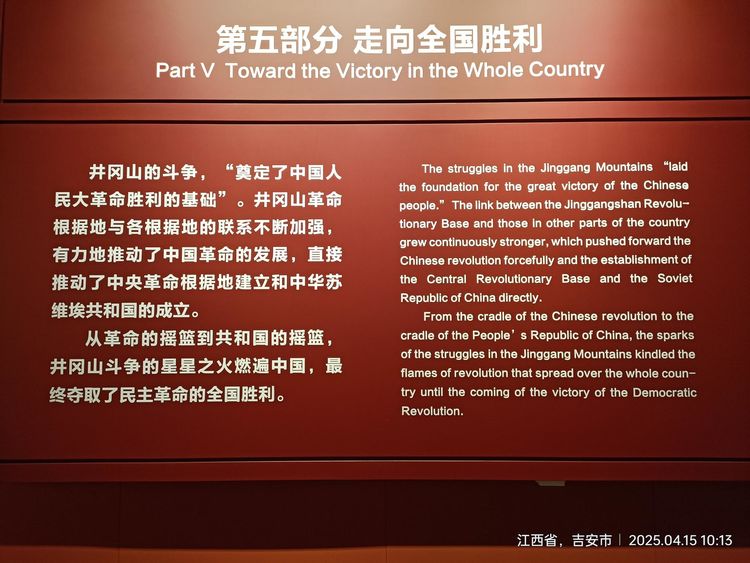 第五部分 走向全国胜利
Part V Toward the Victory in the Whole Country
井冈山的斗争，“奠定了中国人
民大革命胜利的基础”。井冈山革命
根据地与各根据地的联系不断加强，
有力地推动了中国革命的发展，直接
推动了中央革命根据地建立和中华苏
维埃共和国的成立。
从革命的摇篮到共和国的摇篮，
井冈山斗争的星星之火燃遍中国，最
终夺取了民主革命的全国胜利。
The struggles in the Jinggang Mountains “laid
the foundation for the great victory of the Chinese
people.” The link between the Jinggangshan Revolu-
tionary Base and those in other parts of the country
grew continuously stronger, which pushed forward the
Chinese revolution forcefully and the establishment of
the Central Revolutionary Base and the Soviet
Republic of China directly.
From the cradle of the Chinese revolution to the
cradle of the People’s Republic of China, the sparks
of the struggles in the Jinggang Mountains kindled the
flames of revolution that spread over the whole coun-
try until the coming of the victory of the Democratic
Revolution.
江西省，吉安市 | 2025.04.15 10:13